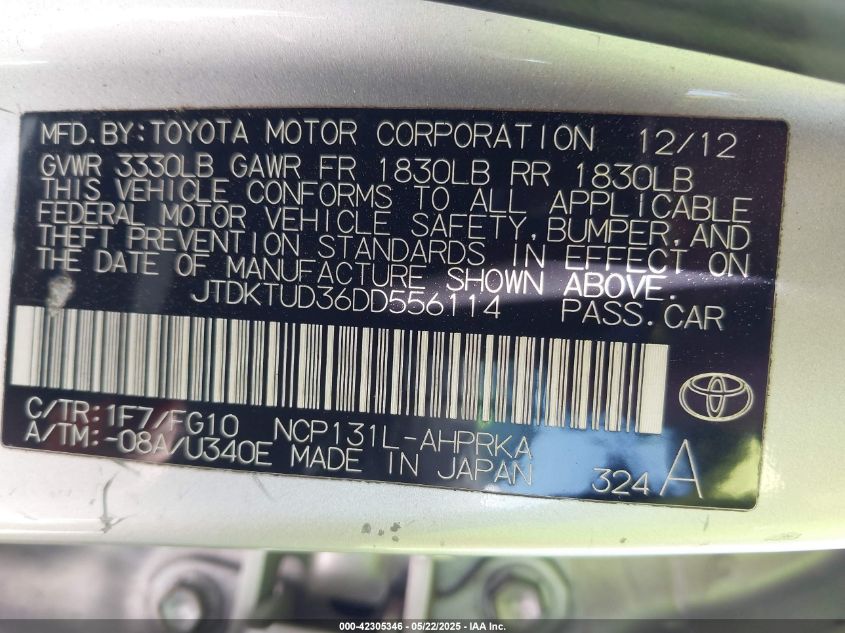 MFD. BY: TOYOTA MOTOR CORPORATION 12/12
GVWR 3330LB GAWR FR 1830LB RR 1830LB
THIS VEHICLE CONFORMS TO ALL APPLICABLE
FEDERAL MOTOR VEHICLE SAFETY, BUMPER, AND
THEFT PREVENTION STANDARDS IN EFFECT ON
THE DATE OF MANUFACTURE SHOWN ABOVE.
JTDKTUD36DD556114 PASS. CAR
C/TR: 1F7/FG10 NCP131L-AHPRKA
A/TM: -08A/U340E MADE IN JAPAN 324 A
000-42305346 - 05/22/2025 - IAA Inc.